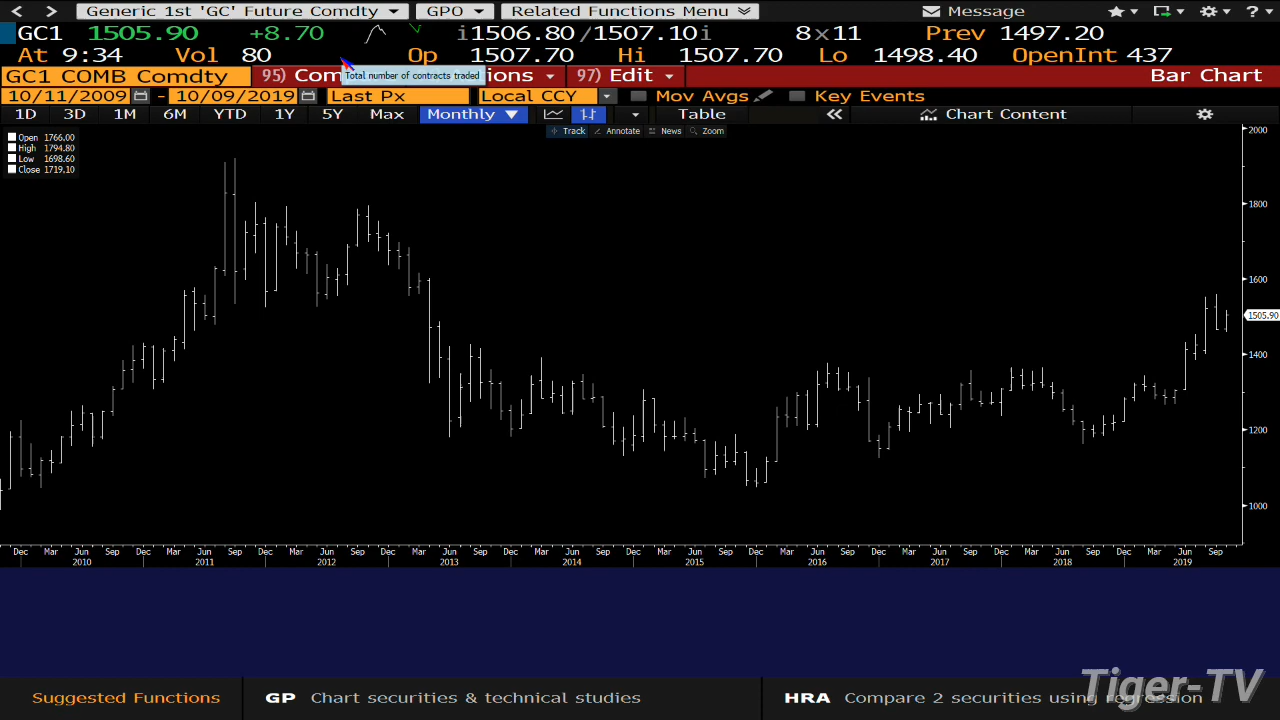 Generic 1st 'GC' Future Comdty GPO Related Functions Menu Message ?
GC1 1505.90 +8.70 i1506.80/1507.10i 8x11 Prev 1497.20
At 9:34 Vol 80 Op 1507.70 Hi 1507.70 Lo 1498.40 OpenInt 437
GC1 COMB Comdty 95) Com Total number of contracts traded ions 97) Edit Bar Chart
10/11/2009 - 10/09/2019 Last Px Local CCY Mov Avgs Key Events
1D 3D 1M 6M YTD 1Y 5Y Max Monthly Table Chart Content
Track Annotate News Zoom
Open 1766.00
High 1794.80
Low 1698.60
Close 1719.10
2000
1800
1600
1505.90
1400
1200
1000
Dec Mar Jun Sep Dec Mar Jun Sep Dec Mar Jun Sep Dec Mar Jun Sep Dec Mar Jun Sep Dec Mar Jun Sep Dec Mar Jun Sep Dec Mar Jun Sep Dec Mar Jun Sep Dec Mar Jun Sep
2010 2011 2012 2013 2014 2015 2016 2017 2018 2019
Suggested Functions GP Chart securities & technical studies HRA Compare 2 securities using regression
Tiger-TV